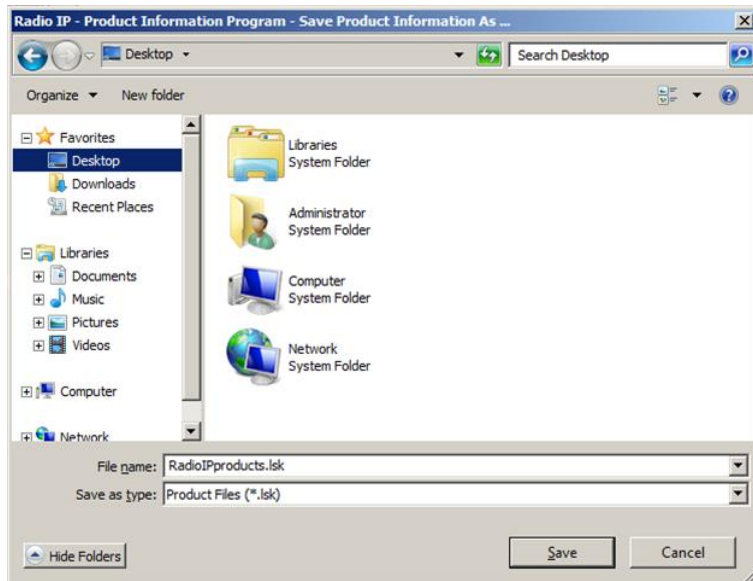 Radio IP - Product Information Program - Save Product Information As ...
Desktop
Search Desktop
Organize
New folder
Favorites
Desktop
Downloads
Recent Places
Libraries
Documents
Music
Pictures
Videos
Computer
Network
Libraries
System Folder
Administrator
System Folder
Computer
System Folder
Network
System Folder
File name: RadioIPproducts.lsk
Save as type: Product Files (*.lsk)
Hide Folders
Save
Cancel